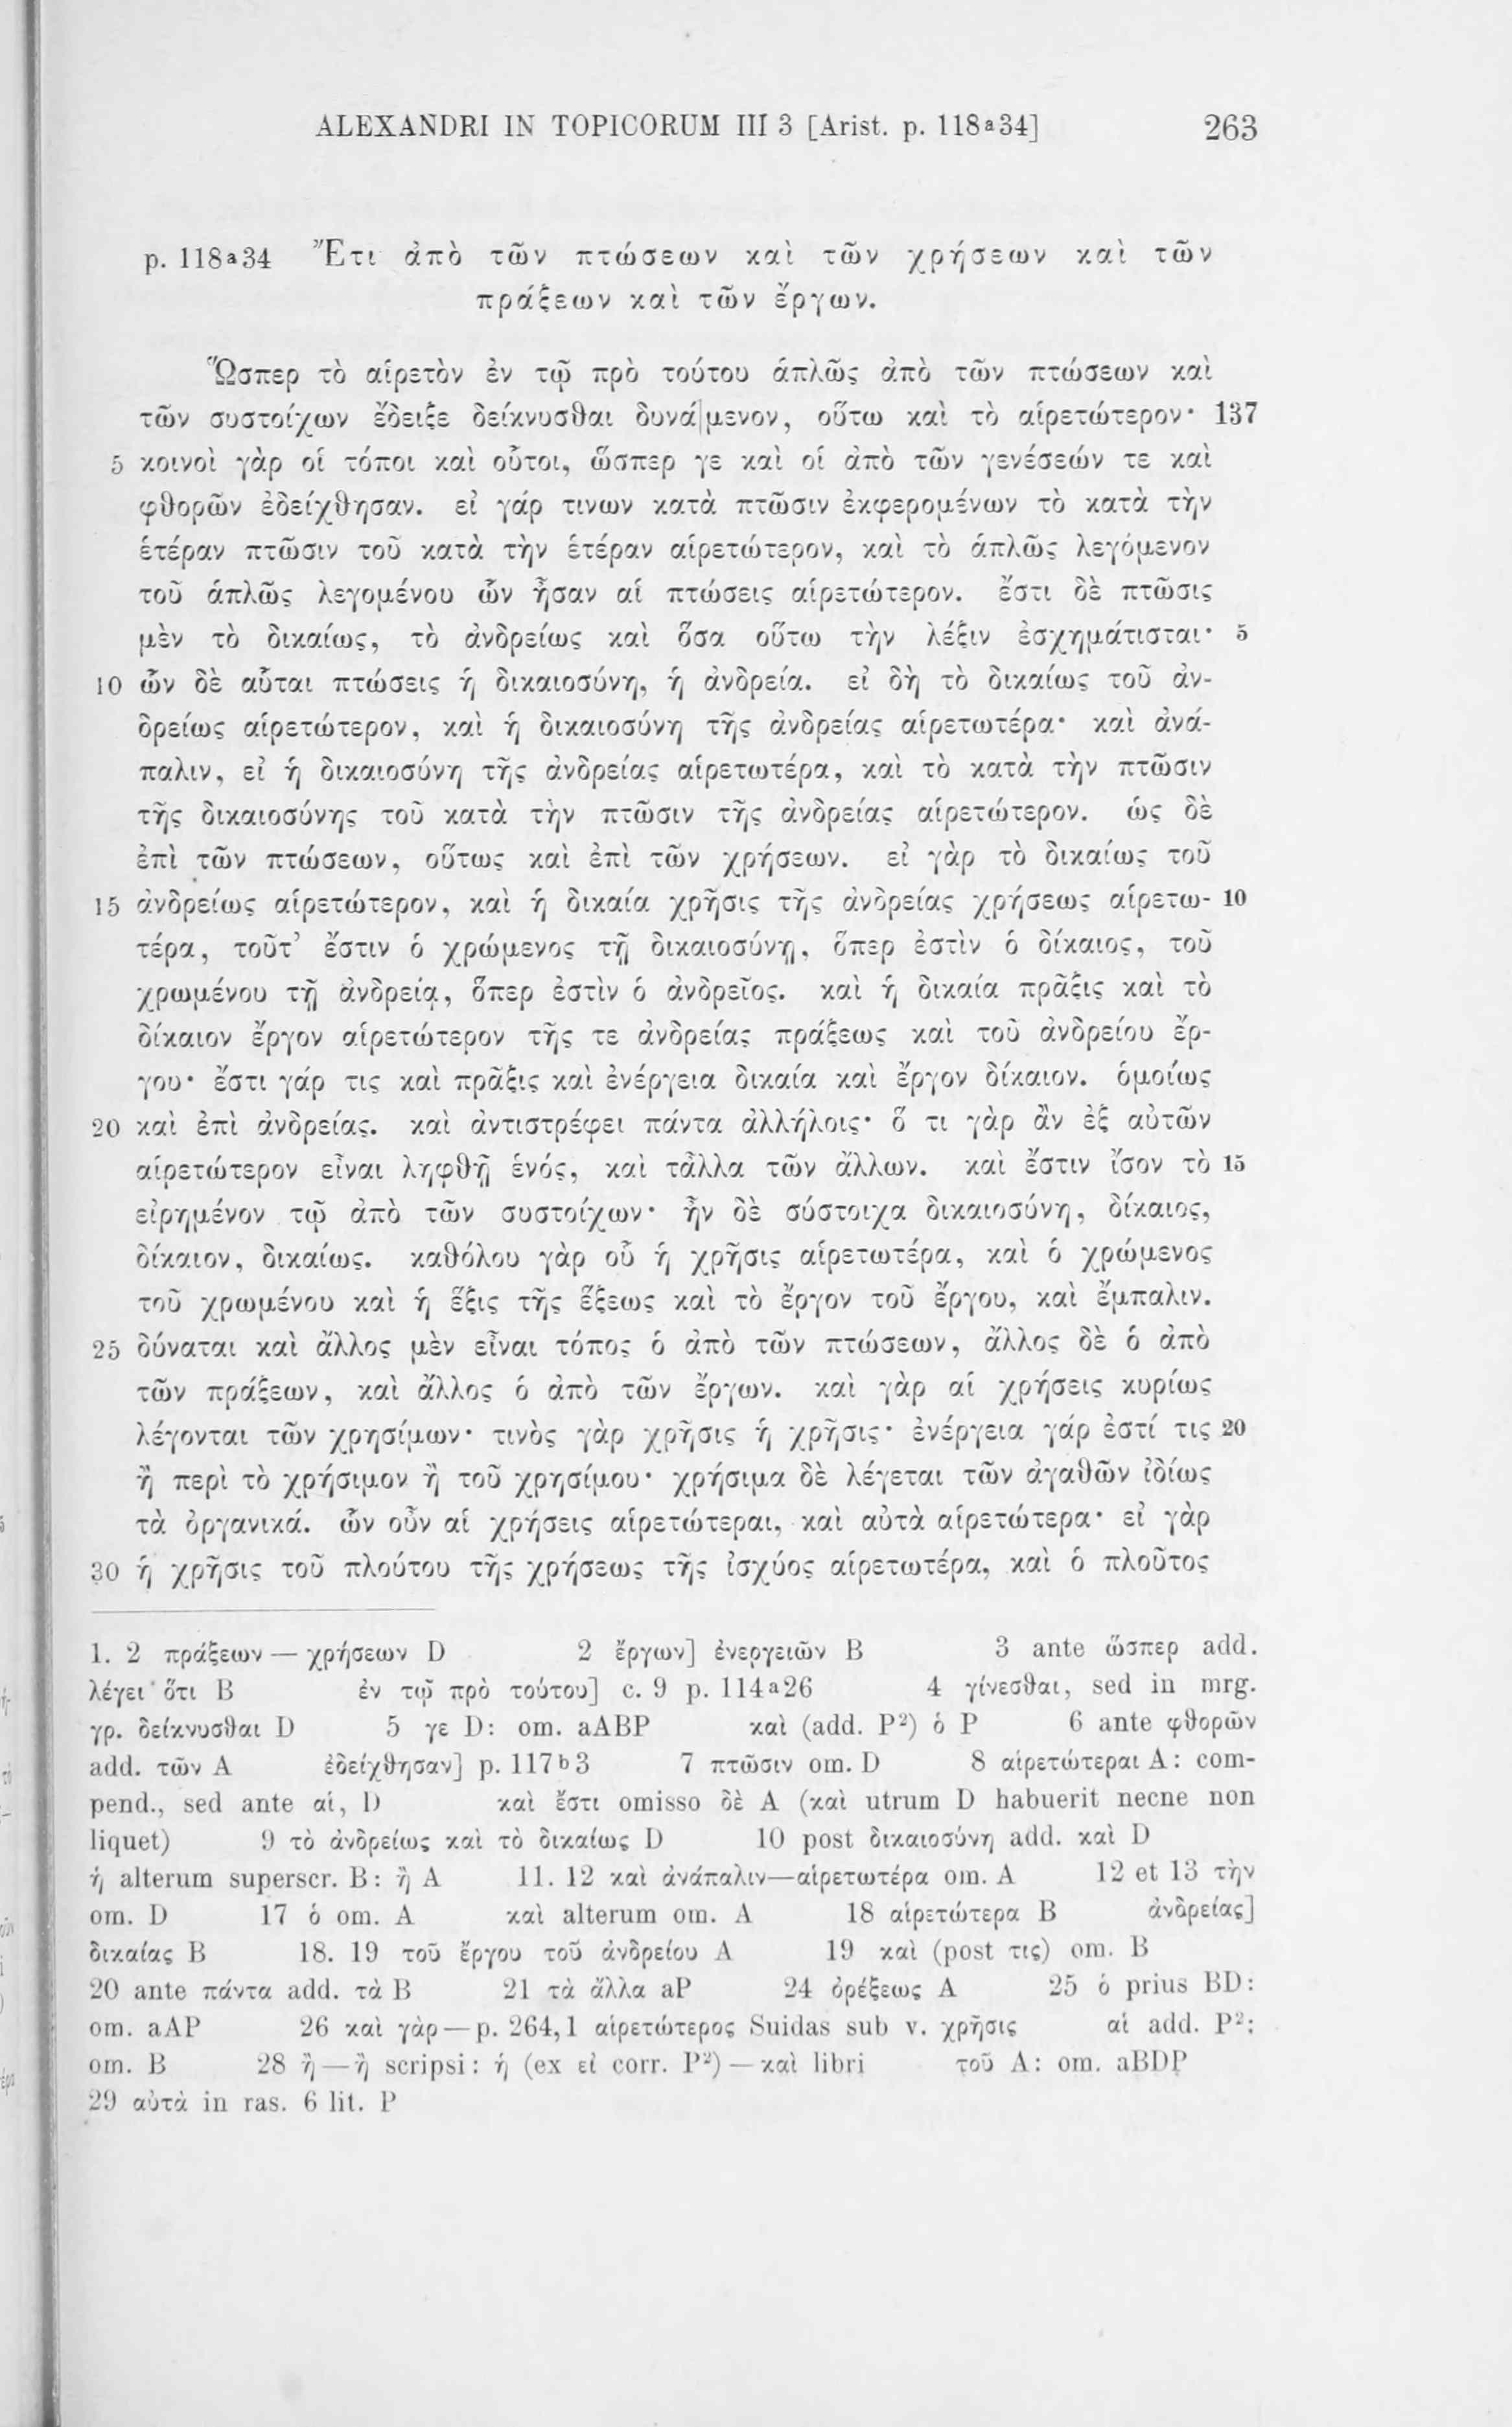 ALEXANDRI IN TOPICORUM III 3 [Arist. p. 118ᵃ34] 263
p. 118ᵃ34 Ἔτι ἀπὸ τῶν πτώσεων καὶ τῶν χρήσεων καὶ τῶν
πράξεων καὶ τῶν ἔργων.
Ὥσπερ τὸ αἱρετὸν ἐν τῷ πρὸ τούτου ἁπλῶς ἀπὸ τῶν πτώσεων καὶ
τῶν συστοίχων ἔδειξε δείκνυσθαι δυνά|μενον, οὕτω καὶ τὸ αἱρετώτερον· 137
5 κοινοὶ γὰρ οἱ τόποι καὶ οὗτοι, ὥσπερ γε καὶ οἱ ἀπὸ τῶν γενέσεών τε καὶ
φθορῶν ἐδείχθησαν. εἰ γάρ τινων κατὰ πτῶσιν ἐκφερομένων τὸ κατὰ τὴν
ἑτέραν πτῶσιν τοῦ κατὰ τὴν ἑτέραν αἱρετώτερον, καὶ τὸ ἁπλῶς λεγόμενον
τοῦ ἁπλῶς λεγομένου ὧν ἦσαν αἱ πτώσεις αἱρετώτερον. ἔστι δὲ πτῶσις
μὲν τὸ δικαίως, τὸ ἀνδρείως καὶ ὅσα οὕτω τὴν λέξιν ἐσχημάτισται· 5
10 ὧν δὲ αὗται πτώσεις ἡ δικαιοσύνη, ἡ ἀνδρεία. εἰ δὴ τὸ δικαίως τοῦ ἀν-
δρείως αἱρετώτερον, καὶ ἡ δικαιοσύνη τῆς ἀνδρείας αἱρετωτέρα· καὶ ἀνά-
παλιν, εἰ ἡ δικαιοσύνη τῆς ἀνδρείας αἱρετωτέρα, καὶ τὸ κατὰ τὴν πτῶσιν
τῆς δικαιοσύνης τοῦ κατὰ τὴν πτῶσιν τῆς ἀνδρείας αἱρετώτερον. ὡς δὲ
ἐπὶ τῶν πτώσεων, οὕτως καὶ ἐπὶ τῶν χρήσεων. εἰ γὰρ τὸ δικαίως τοῦ
15 ἀνδρείως αἱρετώτερον, καὶ ἡ δικαία χρῆσις τῆς ἀνδρείας χρήσεως αἱρετω- 10
τέρα, τοῦτ’ ἔστιν ὁ χρώμενος τῇ δικαιοσύνῃ, ὅπερ ἐστὶν ὁ δίκαιος, τοῦ
χρωμένου τῇ ἀνδρείᾳ, ὅπερ ἐστὶν ὁ ἀνδρεῖος. καὶ ἡ δικαία πρᾶξις καὶ τὸ
δίκαιον ἔργον αἱρετώτερον τῆς τε ἀνδρείας πράξεως καὶ τοῦ ἀνδρείου ἔρ-
γου· ἔστι γάρ τις καὶ πρᾶξις καὶ ἐνέργεια δικαία καὶ ἔργον δίκαιον. ὁμοίως
20 καὶ ἐπὶ ἀνδρείας. καὶ ἀντιστρέφει πάντα ἀλλήλοις· ὅ τι γὰρ ἂν ἐξ αὐτῶν
αἱρετώτερον εἶναι ληφθῇ ἑνός, καὶ τἆλλα τῶν ἄλλων. καὶ ἔστιν ἴσον τὸ 15
εἰρημένον τῷ ἀπὸ τῶν συστοίχων· ἦν δὲ σύστοιχα δικαιοσύνη, δίκαιος,
δίκαιον, δικαίως. καθόλου γὰρ οὗ ἡ χρῆσις αἱρετωτέρα, καὶ ὁ χρώμενος
τοῦ χρωμένου καὶ ἡ ἕξις τῆς ἕξεως καὶ τὸ ἔργον τοῦ ἔργου, καὶ ἔμπαλιν.
25 δύναται καὶ ἄλλος μὲν εἶναι τόπος ὁ ἀπὸ τῶν πτώσεων, ἄλλος δὲ ὁ ἀπὸ
τῶν πράξεων, καὶ ἄλλος ὁ ἀπὸ τῶν ἔργων. καὶ γὰρ αἱ χρήσεις κυρίως
λέγονται τῶν χρησίμων· τινὸς γὰρ χρῆσις ἡ χρῆσις· ἐνέργεια γάρ ἐστί τις 20
ἢ περὶ τὸ χρήσιμον ἢ τοῦ χρησίμου· χρήσιμα δὲ λέγεται τῶν ἀγαθῶν ἰδίως
τὰ ὀργανικά. ὧν οὖν αἱ χρήσεις αἱρετώτεραι, καὶ αὐτὰ αἱρετώτερα· εἰ γὰρ
30 ἡ χρῆσις τοῦ πλούτου τῆς χρήσεως τῆς ἰσχύος αἱρετωτέρα, καὶ ὁ πλοῦτος
1. 2 πράξεων — χρήσεων D 2 ἔργων] ἐνεργειῶν B 3 ante ὥσπερ add.
λέγει ὅτι B ἐν τῷ πρὸ τούτου] c. 9 p. 114ᵃ26 4 γίνεσθαι, sed in mrg.
γρ. δείκνυσθαι D 5 γε D: om. aABP καὶ (add. P²) ὁ P 6 ante φθορῶν
add. τῶν A ἐδείχθησαν] p. 117ᵇ3 7 πτῶσιν om. D 8 αἱρετώτεραι A: com-
pend., sed ante αἱ, D καὶ ἔστι omisso δὲ A (καὶ utrum D habuerit necne non
liquet) 9 τὸ ἀνδρείως καὶ τὸ δικαίως D 10 post δικαιοσύνη add. καὶ D
ἡ alterum superscr. B: ἢ A 11. 12 καὶ ἀνάπαλιν—αἱρετωτέρα om. A 12 et 13 τὴν
om. D 17 ὁ om. A καὶ alterum om. A 18 αἱρετώτερα B ἀνδρείας]
δικαίας B 18. 19 τοῦ ἔργου τοῦ ἀνδρείου A 19 καὶ (post τις) om. B
20 ante πάντα add. τὰ B 21 τὰ ἄλλα aP 24 ὀρέξεως A 25 ὁ prius BD:
om. aAP 26 καὶ γὰρ — p. 264,1 αἱρετώτερος Suidas sub v. χρῆσις αἱ add. P²:
om. B 28 ἢ — ἢ scripsi: ἡ (ex εἰ corr. P²) — καὶ libri τοῦ A: om. aBDP
29 αὐτὰ in ras. 6 lit. P